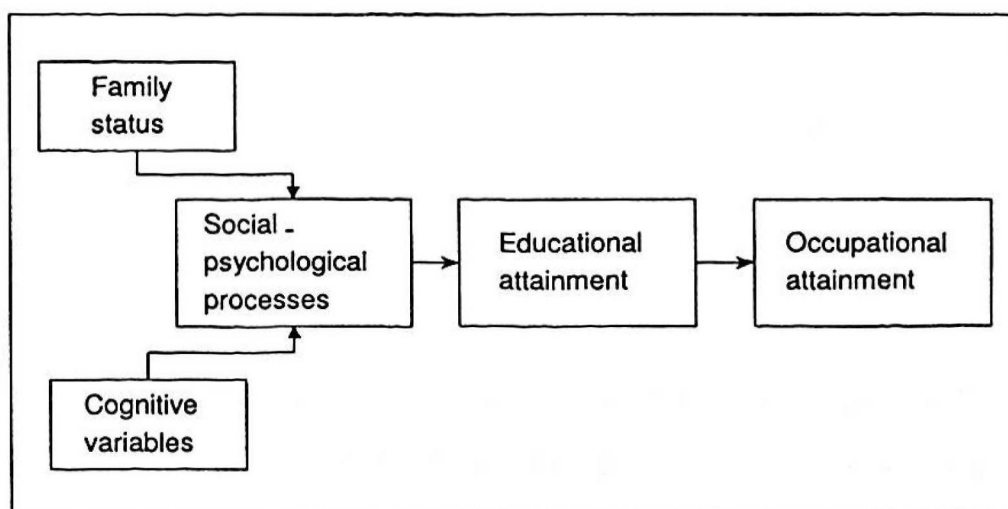 Family
status
Social -
psychological
processes
Educational
attainment
Occupational
attainment
Cognitive
variables